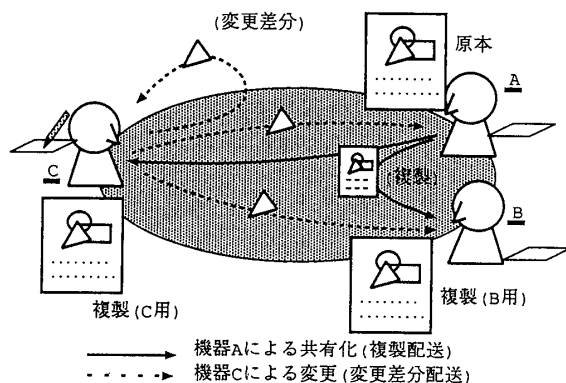 (変更差分)
原本
A
C
(複製)
B
複製(C用)
複製(B用)
機器Aによる共有化(複製配送)
機器Cによる変更(変更差分配送)